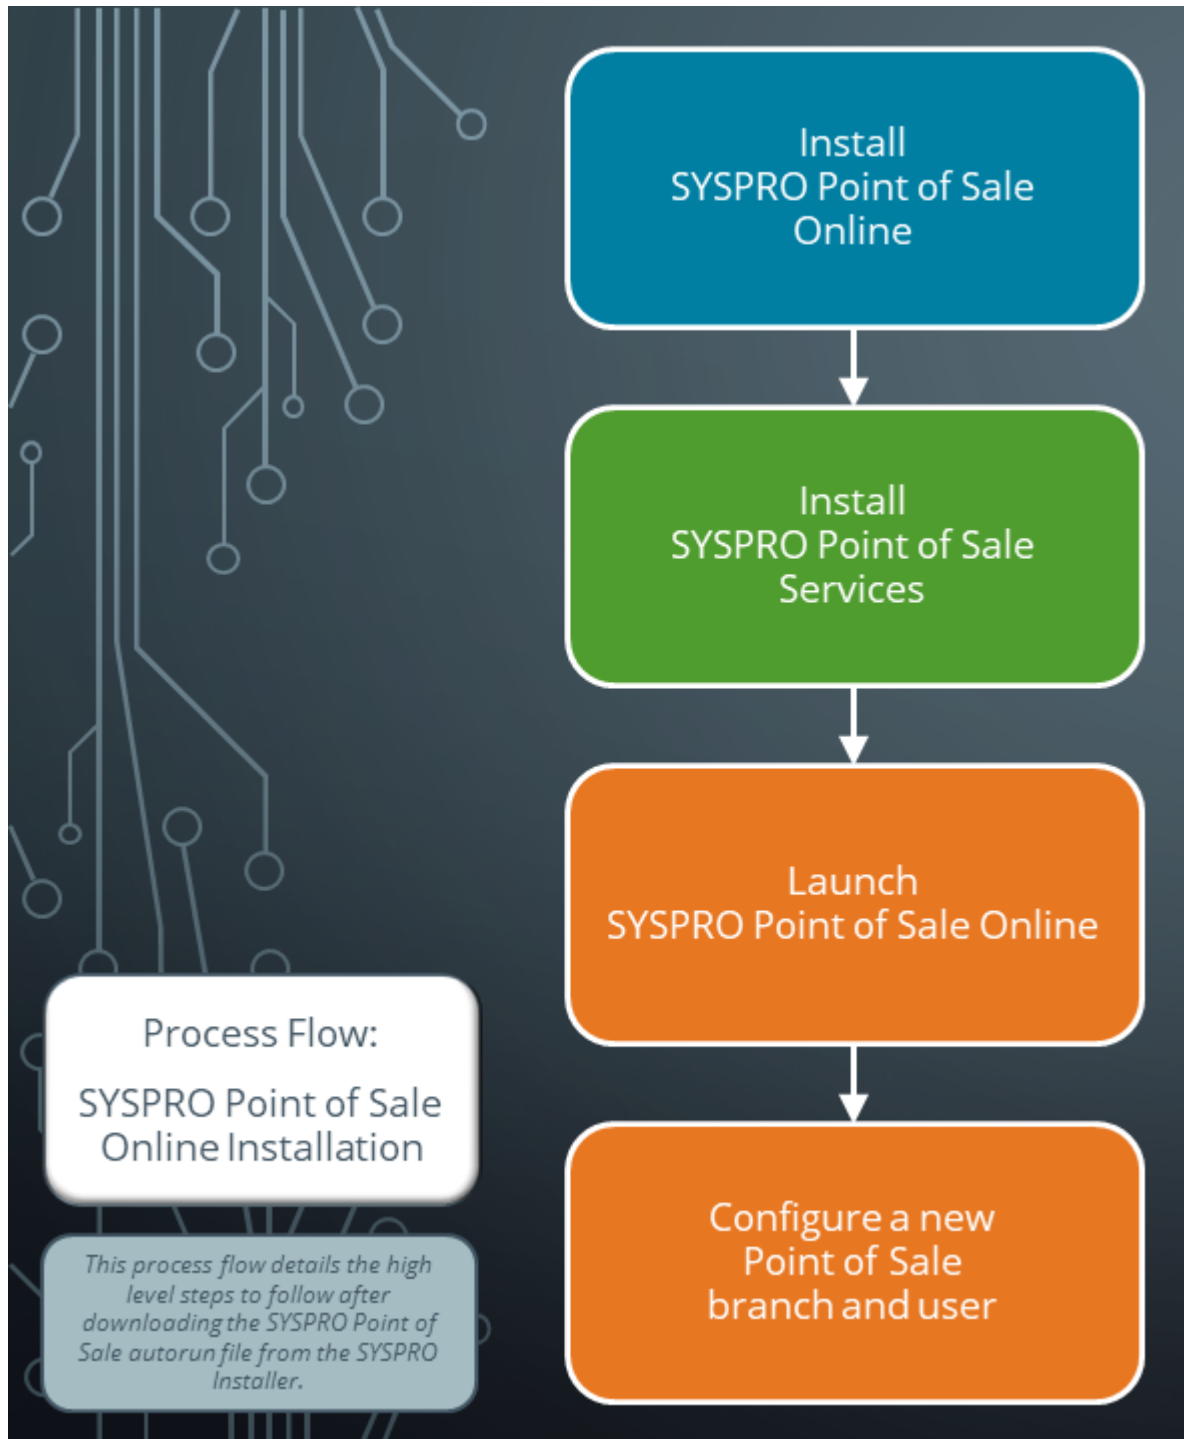 Install
SYSPRO Point of Sale
Online
Install
SYSPRO Point of Sale
Services
Launch
SYSPRO Point of Sale Online
Configure a new
Point of Sale
branch and user
Process Flow:
SYSPRO Point of Sale
Online Installation
This process flow details the high
level steps to follow after
downloading the SYSPRO Point of
Sale autorun file from the SYSPRO
Installer.